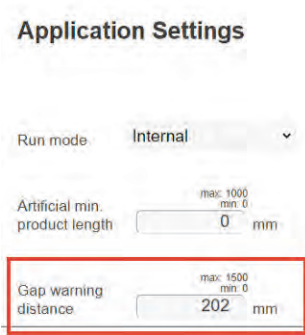 Application Settings
Run mode
Internal
max: 1000
min: 0
Artificial min.
product length
0 mm
max: 1500
min: 0
Gap warning
distance
202 mm